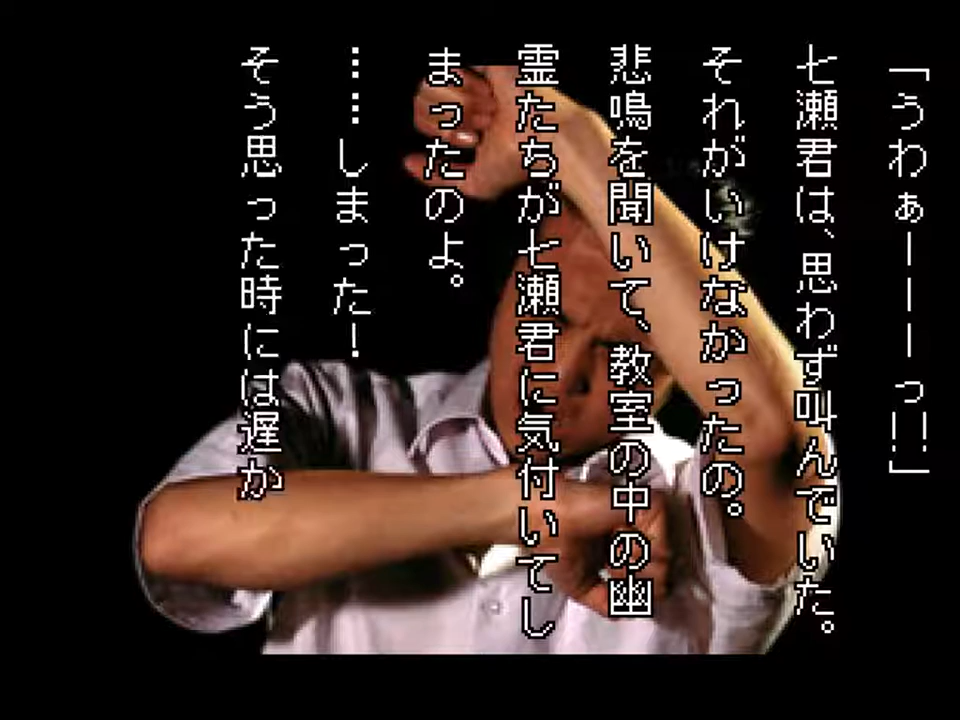 「うわぁーーーっ!!」
七瀬君は、思わず叫んでいた。
それがいけなかったの。
悲鳴を聞いて、教室の中の幽
霊たちが七瀬君に気付いてし
まったのよ。
……しまった!
そう思った時には遅か